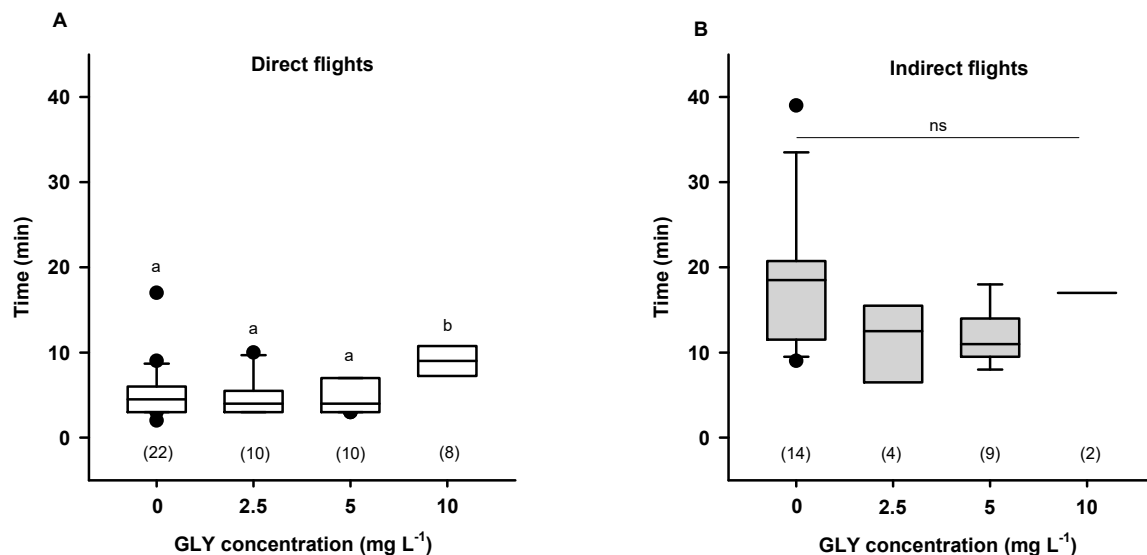 A
Direct flights
40
30
20
10
0
Time (min)
a
a
a
b
(22)
(10)
(10)
(8)
0
2.5
5
10
GLY concentration (mg L⁻¹)
B
Indirect flights
40
30
20
10
0
Time (min)
ns
(14)
(4)
(9)
(2)
0
2.5
5
10
GLY concentration (mg L⁻¹)